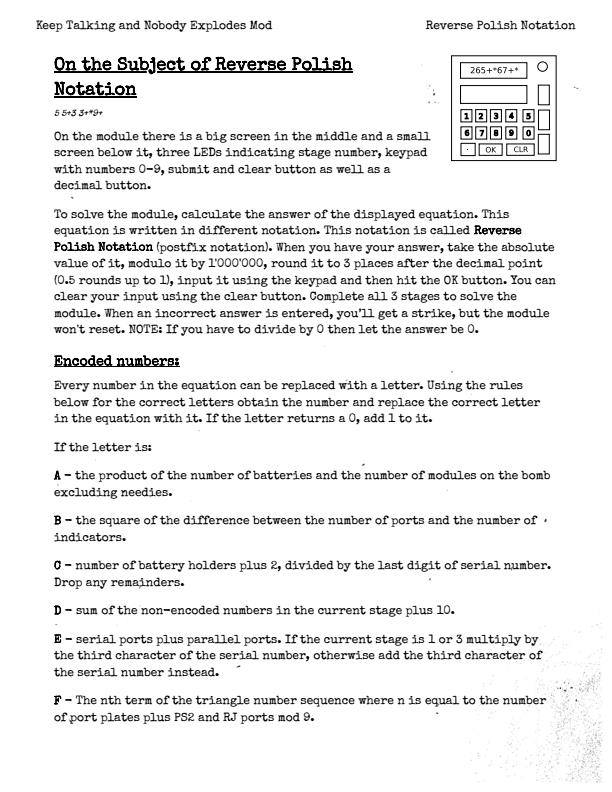 Keep Talking and Nobody Explodes Mod Reverse Polish Notation
On the Subject of Reverse Polish
Notation
5 5+3 3+*9+
265+*67+*
1 2 3 4 5
6 7 8 9 0
. OK CLR
On the module there is a big screen in the middle and a small
screen below it, three LEDs indicating stage number, keypad
with numbers 0-9, submit and clear button as well as a
decimal button.
To solve the module, calculate the answer of the displayed equation. This
equation is written in different notation. This notation is called Reverse
Polish Notation (postfix notation). When you have your answer, take the absolute
value of it, modulo it by 1'000'000, round it to 3 places after the decimal point
(0.5 rounds up to 1), input it using the keypad and then hit the OK button. You can
clear your input using the clear button. Complete all 3 stages to solve the
module. When an incorrect answer is entered, you'll get a strike, but the module
won't reset. NOTE: If you have to divide by 0 then let the answer be 0.
Encoded numbers:
Every number in the equation can be replaced with a letter. Using the rules
below for the correct letters obtain the number and replace the correct letter
in the equation with it. If the letter returns a 0, add 1 to it.
If the letter is:
A - the product of the number of batteries and the number of modules on the bomb
excluding needies.
B - the square of the difference between the number of ports and the number of
indicators.
C - number of battery holders plus 2, divided by the last digit of serial number.
Drop any remainders.
D - sum of the non-encoded numbers in the current stage plus 10.
E - serial ports plus parallel ports. If the current stage is 1 or 3 multiply by
the third character of the serial number, otherwise add the third character of
the serial number instead.
F - The nth term of the triangle number sequence where n is equal to the number
of port plates plus PS2 and RJ ports mod 9.